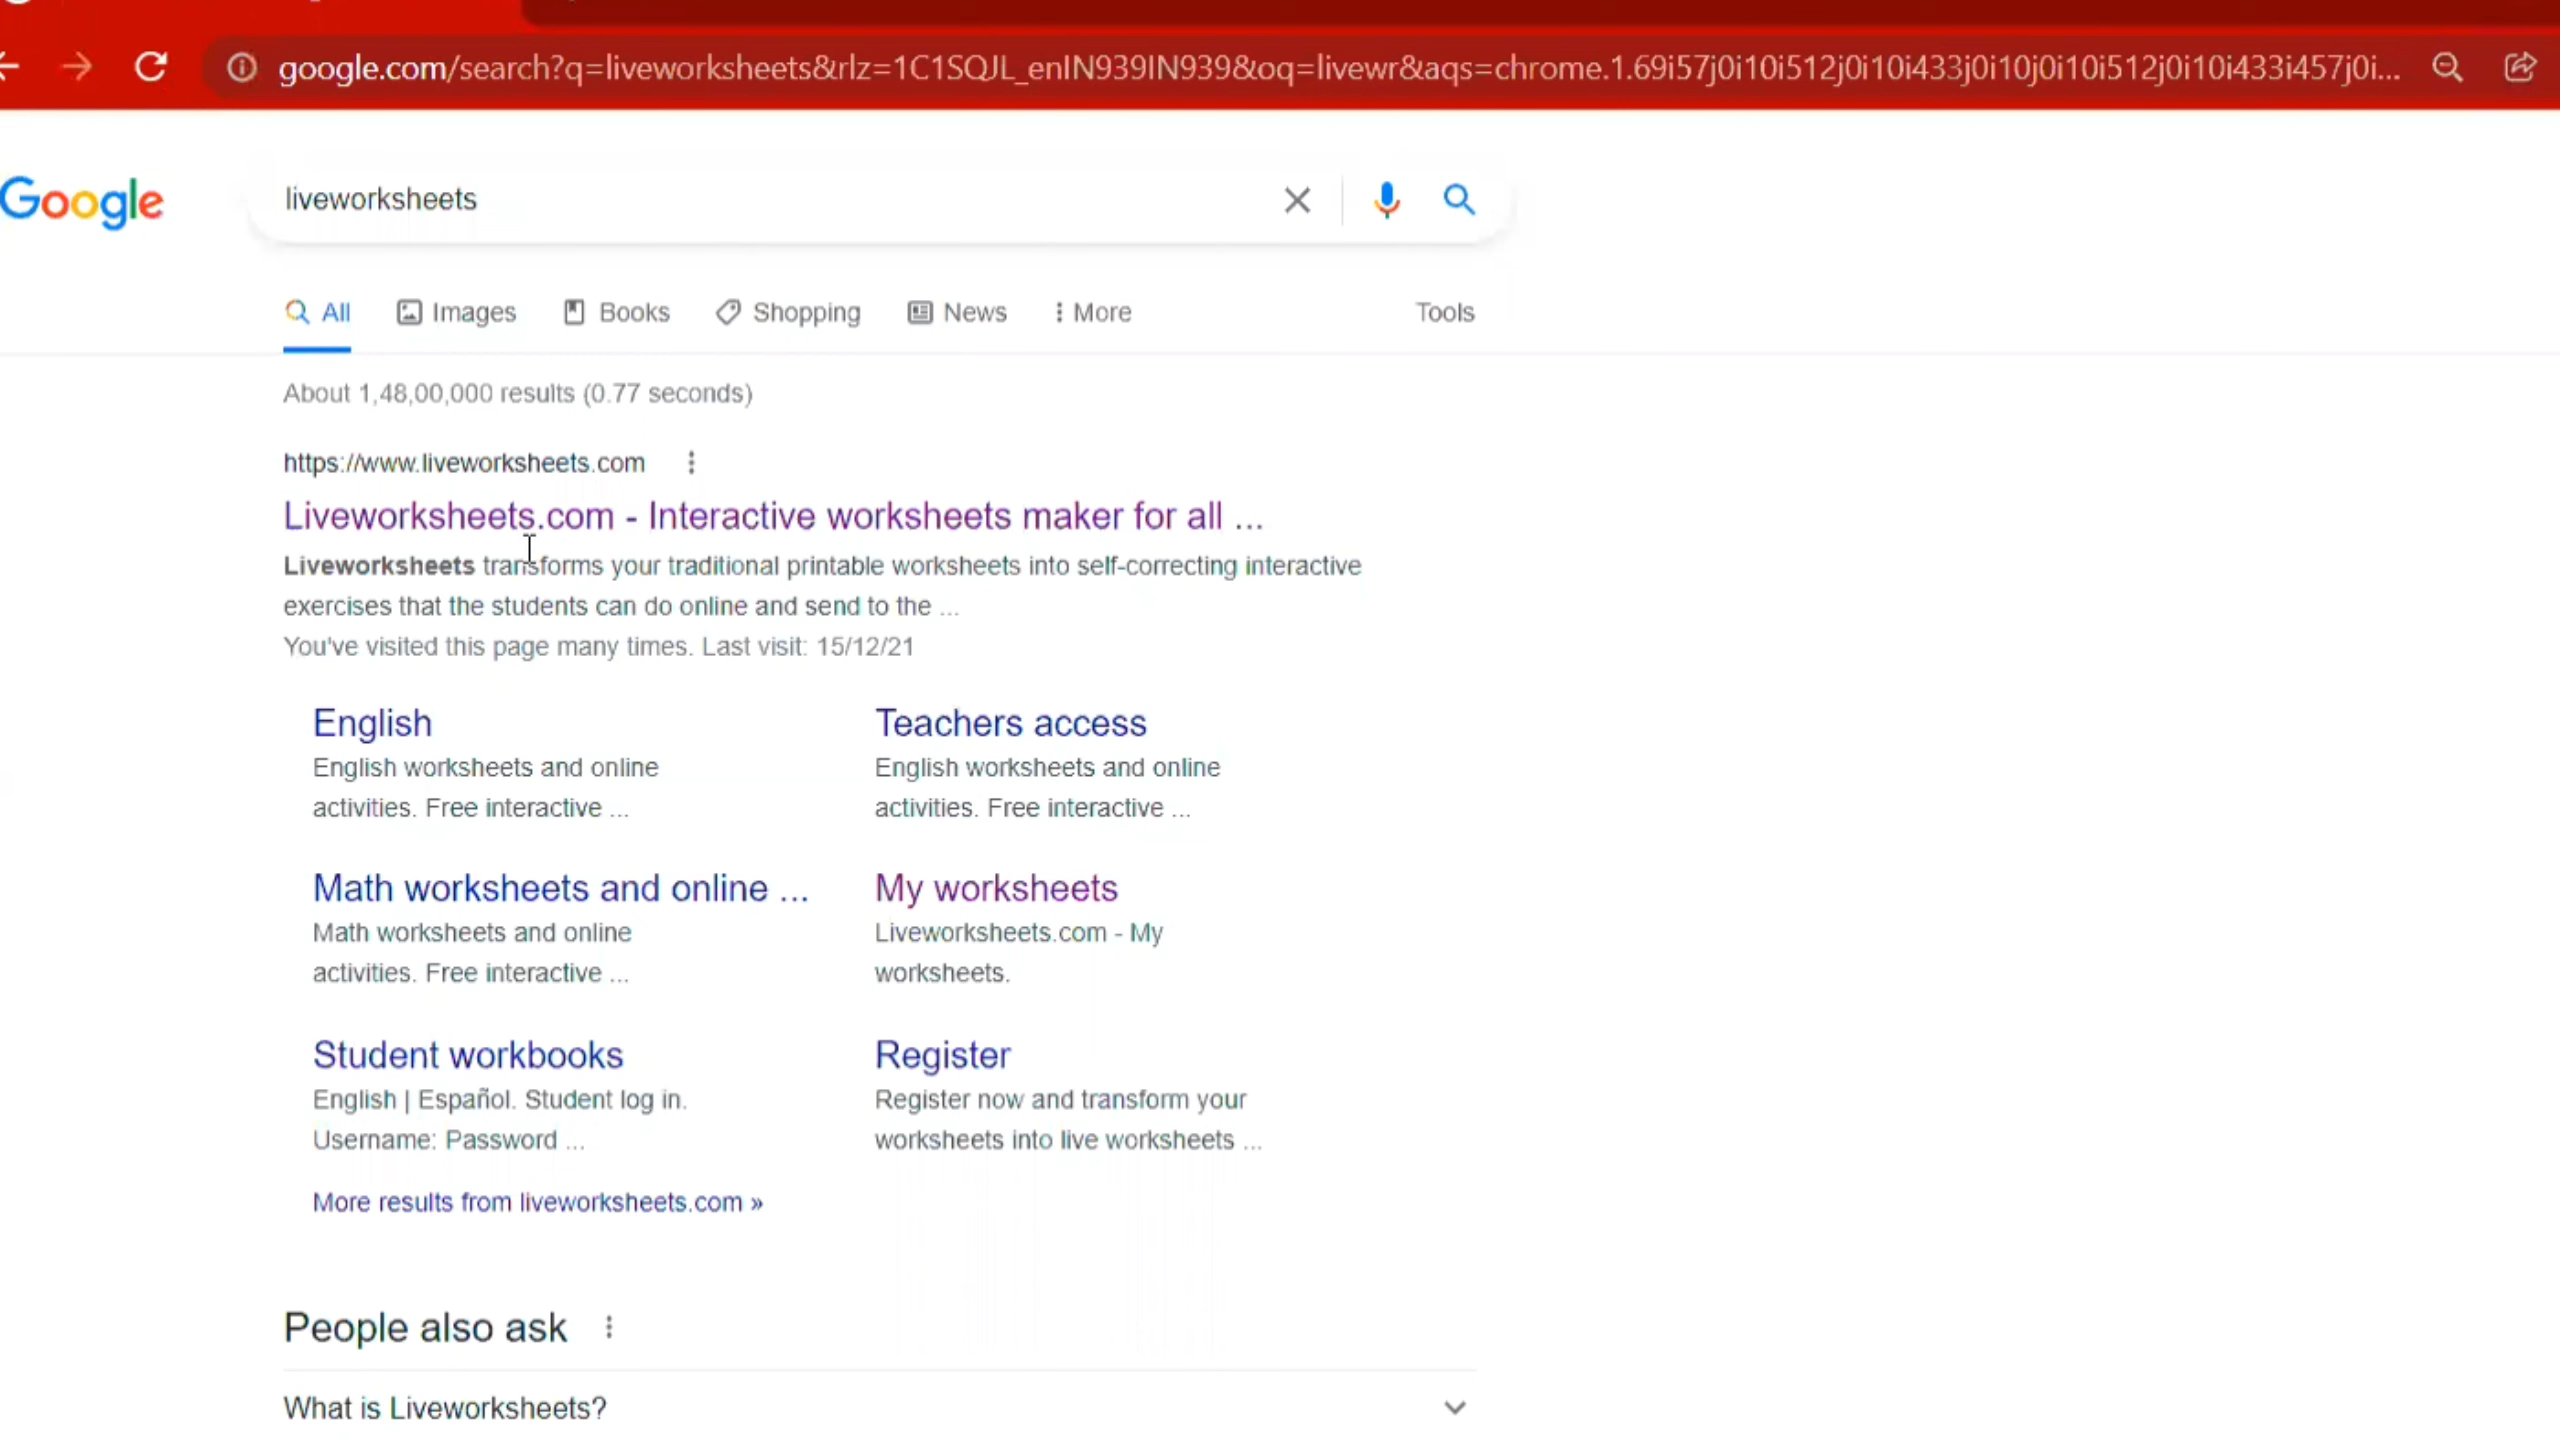 google.com/search?q=liveworksheets&rlz=1C1SQJL_enIN939IN939&oq=livewr&aqs=chrome.1.69i57j0i10i512j0i10i433j0i10j0i10i512j0i10i433i457j0i...
Google
liveworksheets
All Images Books Shopping News More Tools
About 1,48,00,000 results (0.77 seconds)
https://www.liveworksheets.com
Liveworksheets.com - Interactive worksheets maker for all ...
Liveworksheets transforms your traditional printable worksheets into self-correcting interactive
exercises that the students can do online and send to the ...
You've visited this page many times. Last visit: 15/12/21
English
English worksheets and online
activities. Free interactive ...
Teachers access
English worksheets and online
activities. Free interactive ...
Math worksheets and online ...
Math worksheets and online
activities. Free interactive ...
My worksheets
Liveworksheets.com - My
worksheets.
Student workbooks
English | Español. Student log in.
Username: Password ...
Register
Register now and transform your
worksheets into live worksheets ...
More results from liveworksheets.com »
People also ask
What is Liveworksheets?